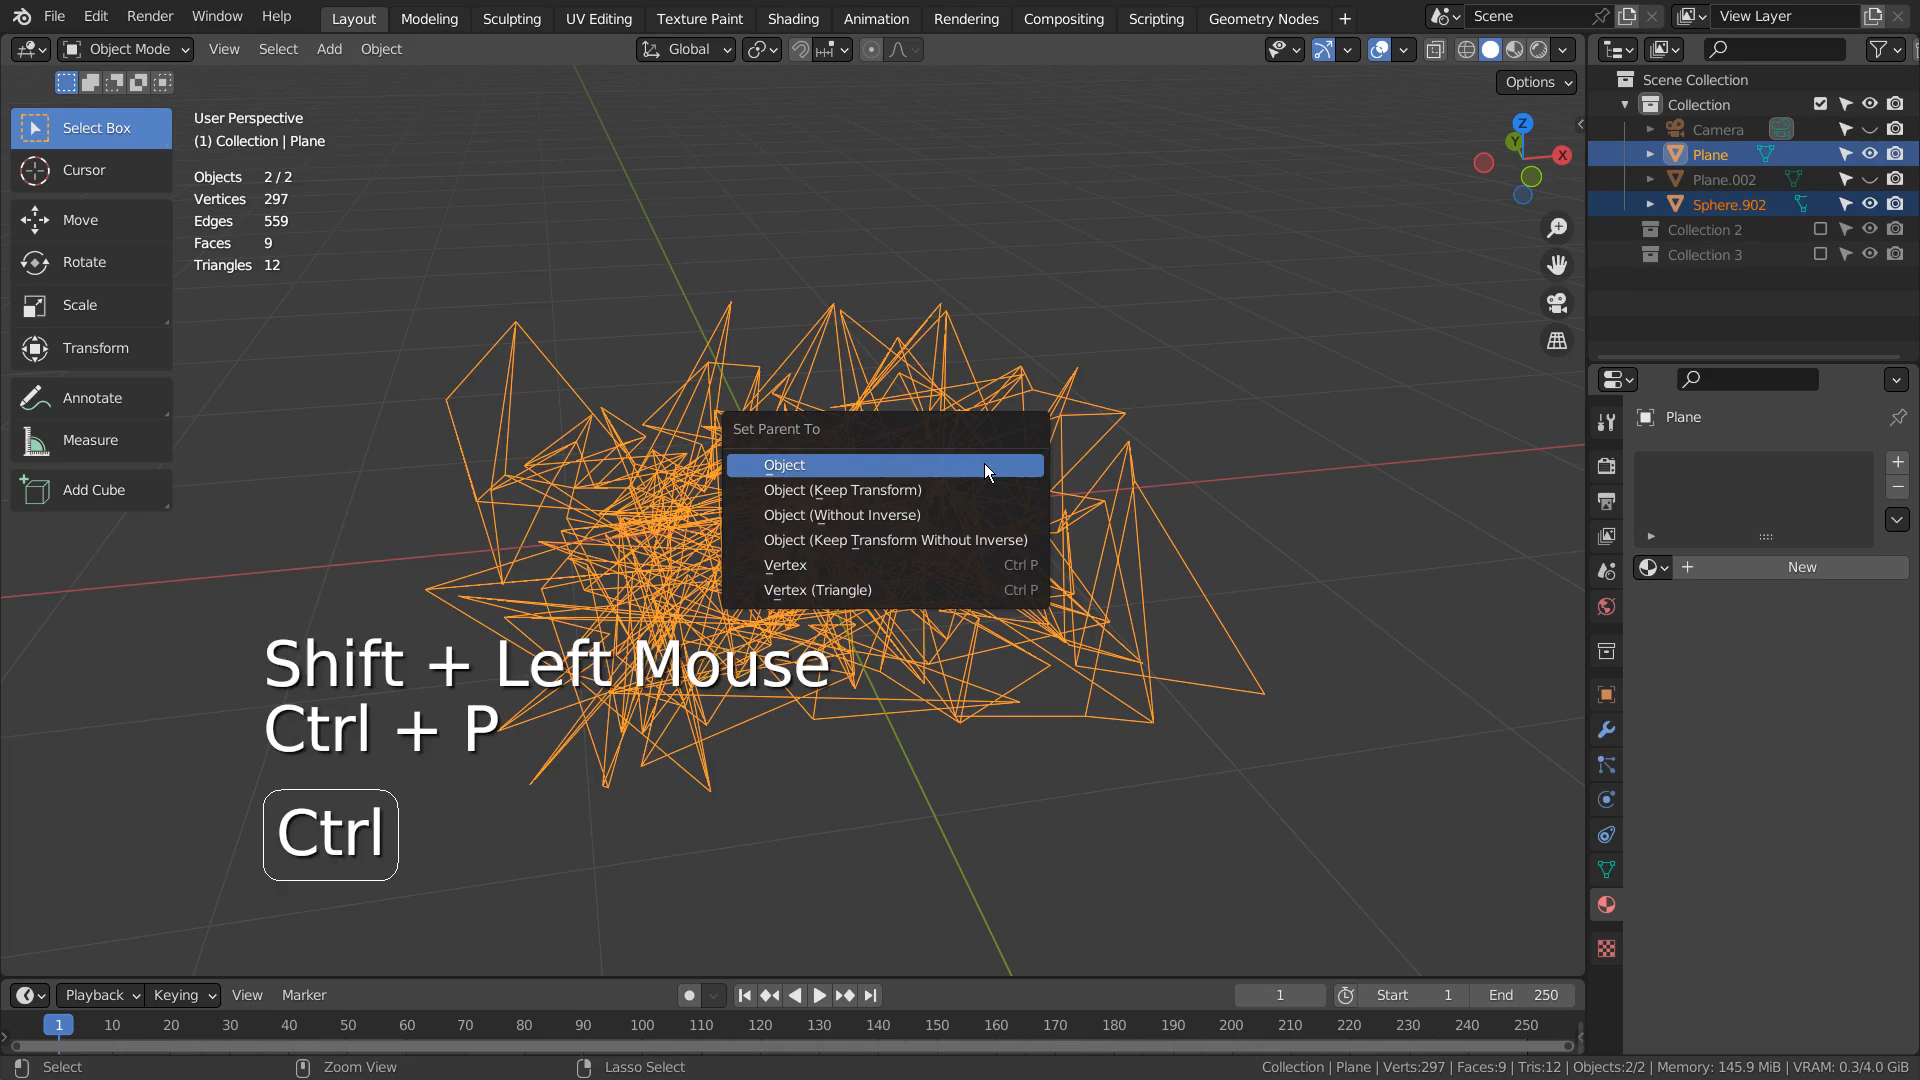 File Edit Render Window Help Layout Modeling Sculpting UV Editing Texture Paint Shading Animation Rendering Compositing Scripting Geometry Nodes + Scene View Layer
Object Mode View Select Add Object Global
Options
Select Box
Cursor
Move
Rotate
Scale
Transform
Annotate
Measure
Add Cube
User Perspective
(1) Collection | Plane
Objects 2 / 2
Vertices 297
Edges 559
Faces 9
Triangles 12
Z
Y
X
Set Parent To
Object
Object (Keep Transform)
Object (Without Inverse)
Object (Keep Transform Without Inverse)
Vertex Ctrl P
Vertex (Triangle) Ctrl P
Shift + Left Mouse
Ctrl + P
Ctrl
Scene Collection
Collection
Camera
Plane
Plane.002
Sphere.902
Collection 2
Collection 3
Plane
New
Playback Keying View Marker 1 Start 1 End 250
1 10 20 30 40 50 60 70 80 90 100 110 120 130 140 150 160 170 180 190 200 210 220 230 240 250
Select Zoom View Lasso Select Collection | Plane | Verts:297 | Faces:9 | Tris:12 | Objects:2/2 | Memory: 145.9 MiB | VRAM: 0.3/4.0 GiB